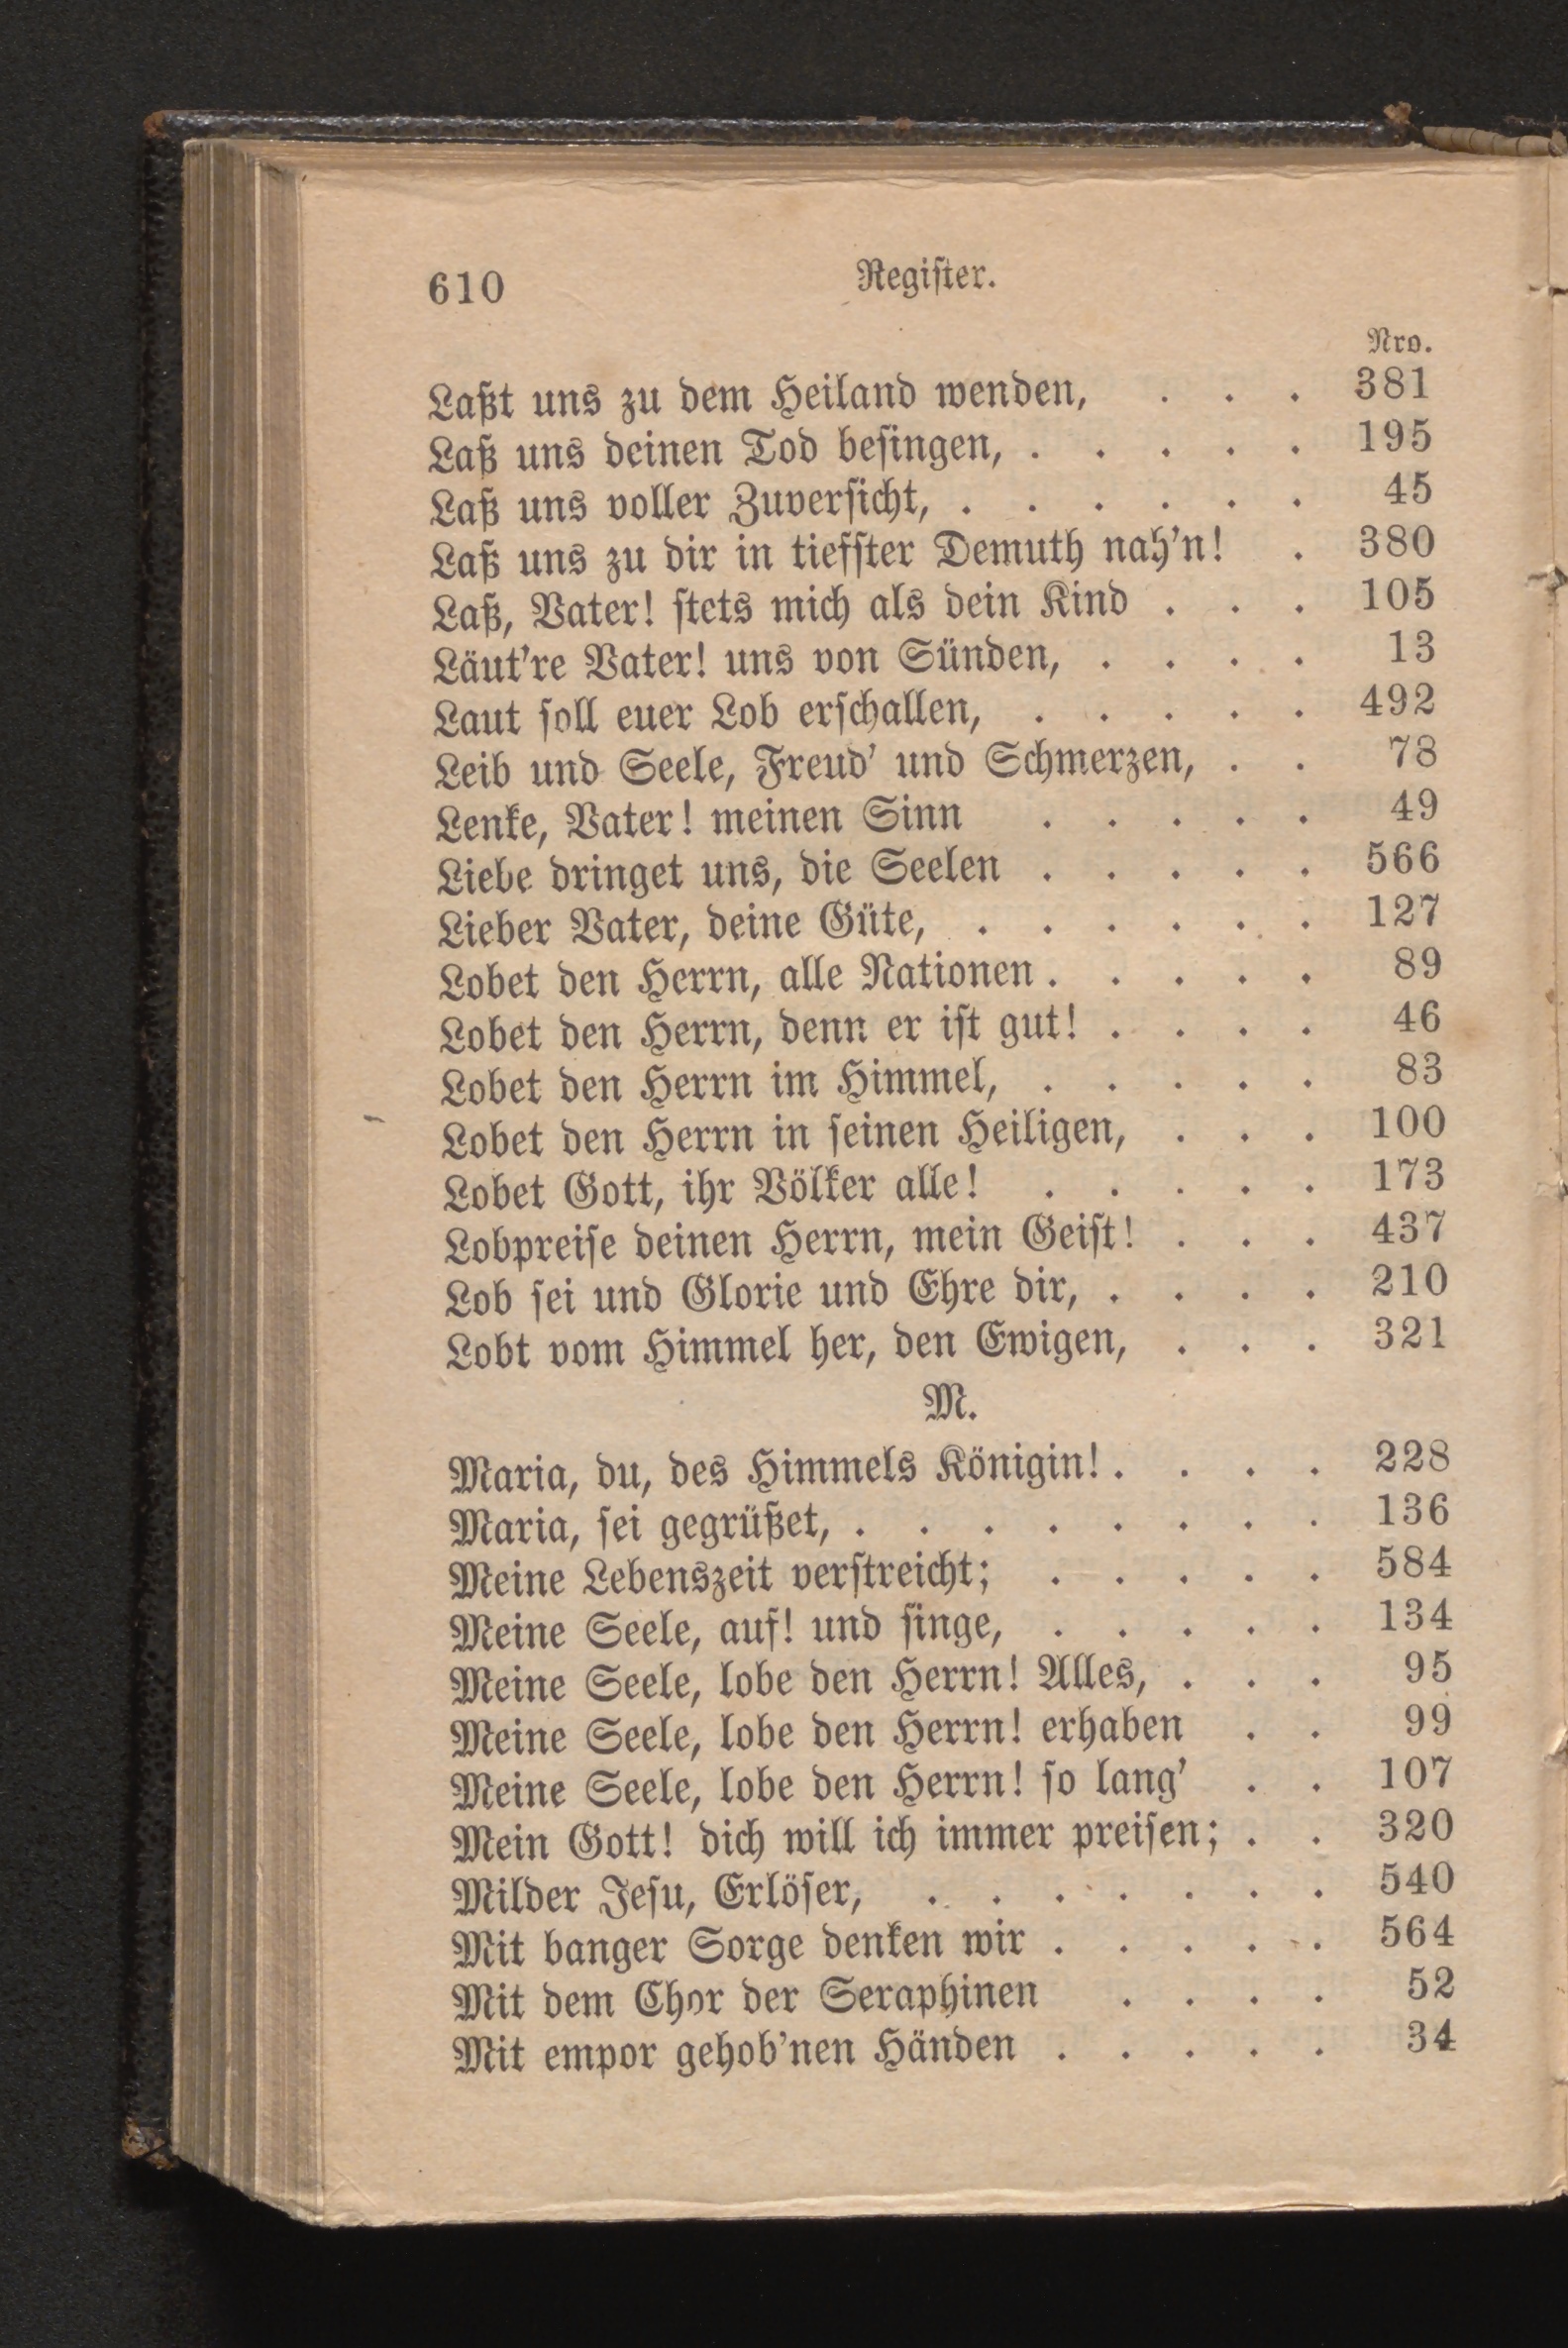 610 Regiſter.
Nro.
Laßt uns zu dem Heiland wenden, . . . 381
Laß uns deinen Tod beſingen, . . . . . 195
Laß uns voller Zuverſicht, . . . . . . 45
Laß uns zu dir in tiefſter Demuth nah'n! . 380
Laß, Vater! ſtets mich als dein Kind . . . 105
Läut're Vater! uns von Sünden, . . . . 13
Laut ſoll euer Lob erſchallen, . . . . . 492
Leib und Seele, Freud' und Schmerzen, . . 78
Lenke, Vater! meinen Sinn . . . . . 49
Liebe dringet uns, die Seelen . . . . . 566
Lieber Vater, deine Güte, . . . . . . 127
Lobet den Herrn, alle Nationen . . . . . 89
Lobet den Herrn, denn er iſt gut! . . . . 46
Lobet den Herrn im Himmel, . . . . . 83
Lobet den Herrn in ſeinen Heiligen, . . . 100
Lobet Gott, ihr Völker alle! . . . . . 173
Lobpreiſe deinen Herrn, mein Geiſt! . . . 437
Lob ſei und Glorie und Ehre dir, . . . . 210
Lobt vom Himmel her, den Ewigen, . . . 321
M.
Maria, du, des Himmels Königin! . . . . 228
Maria, ſei gegrüßet, . . . . . . . . 136
Meine Lebenszeit verſtreicht; . . . . . 584
Meine Seele, auf! und ſinge, . . . . . 134
Meine Seele, lobe den Herrn! Alles, . . . 95
Meine Seele, lobe den Herrn! erhaben . . 99
Meine Seele, lobe den Herrn! ſo lang' . . 107
Mein Gott! dich will ich immer preiſen; . . 320
Milder Jeſu, Erlöſer, . . . . . . . 540
Mit banger Sorge denken wir . . . . . 564
Mit dem Chor der Seraphinen . . . . 52
Mit empor gehob'nen Händen . . . . . 34